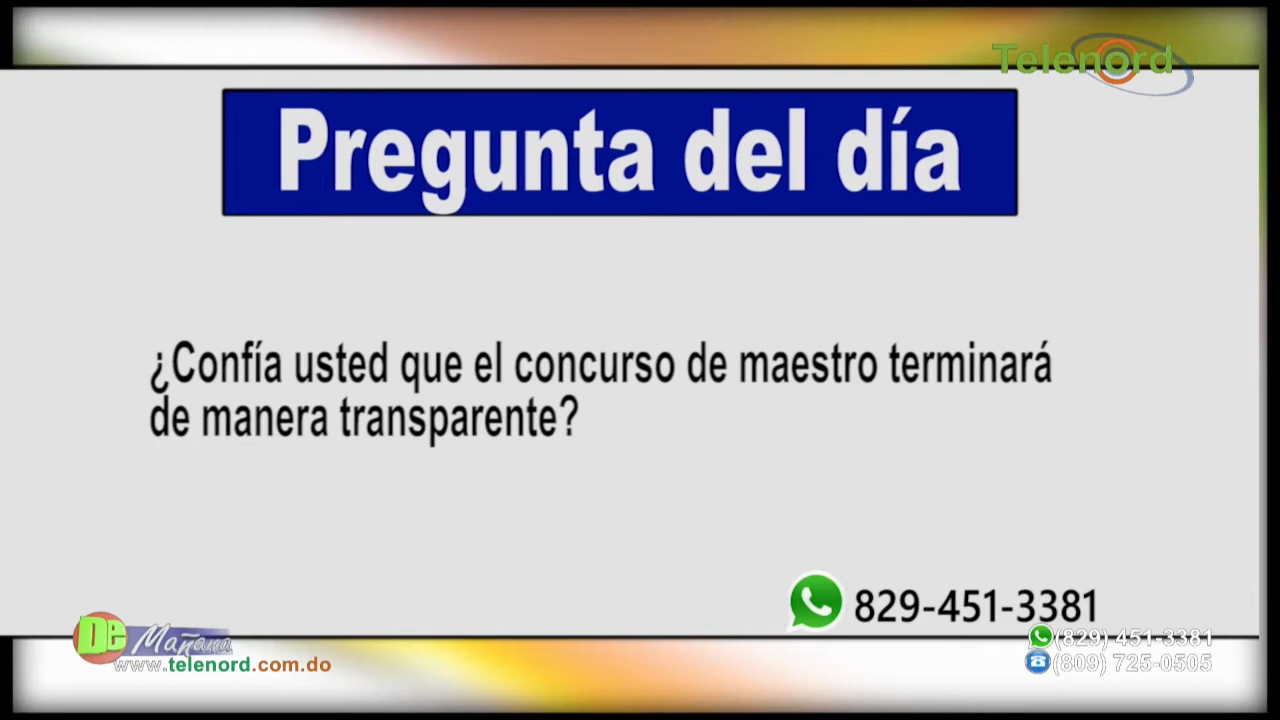 Telenord
Pregunta del día
¿Confía usted que el concurso de maestro terminará
de manera transparente?
829-451-3381
De Mañana
www.telenord.com.do
(829) 451-3381
(809) 725-0505